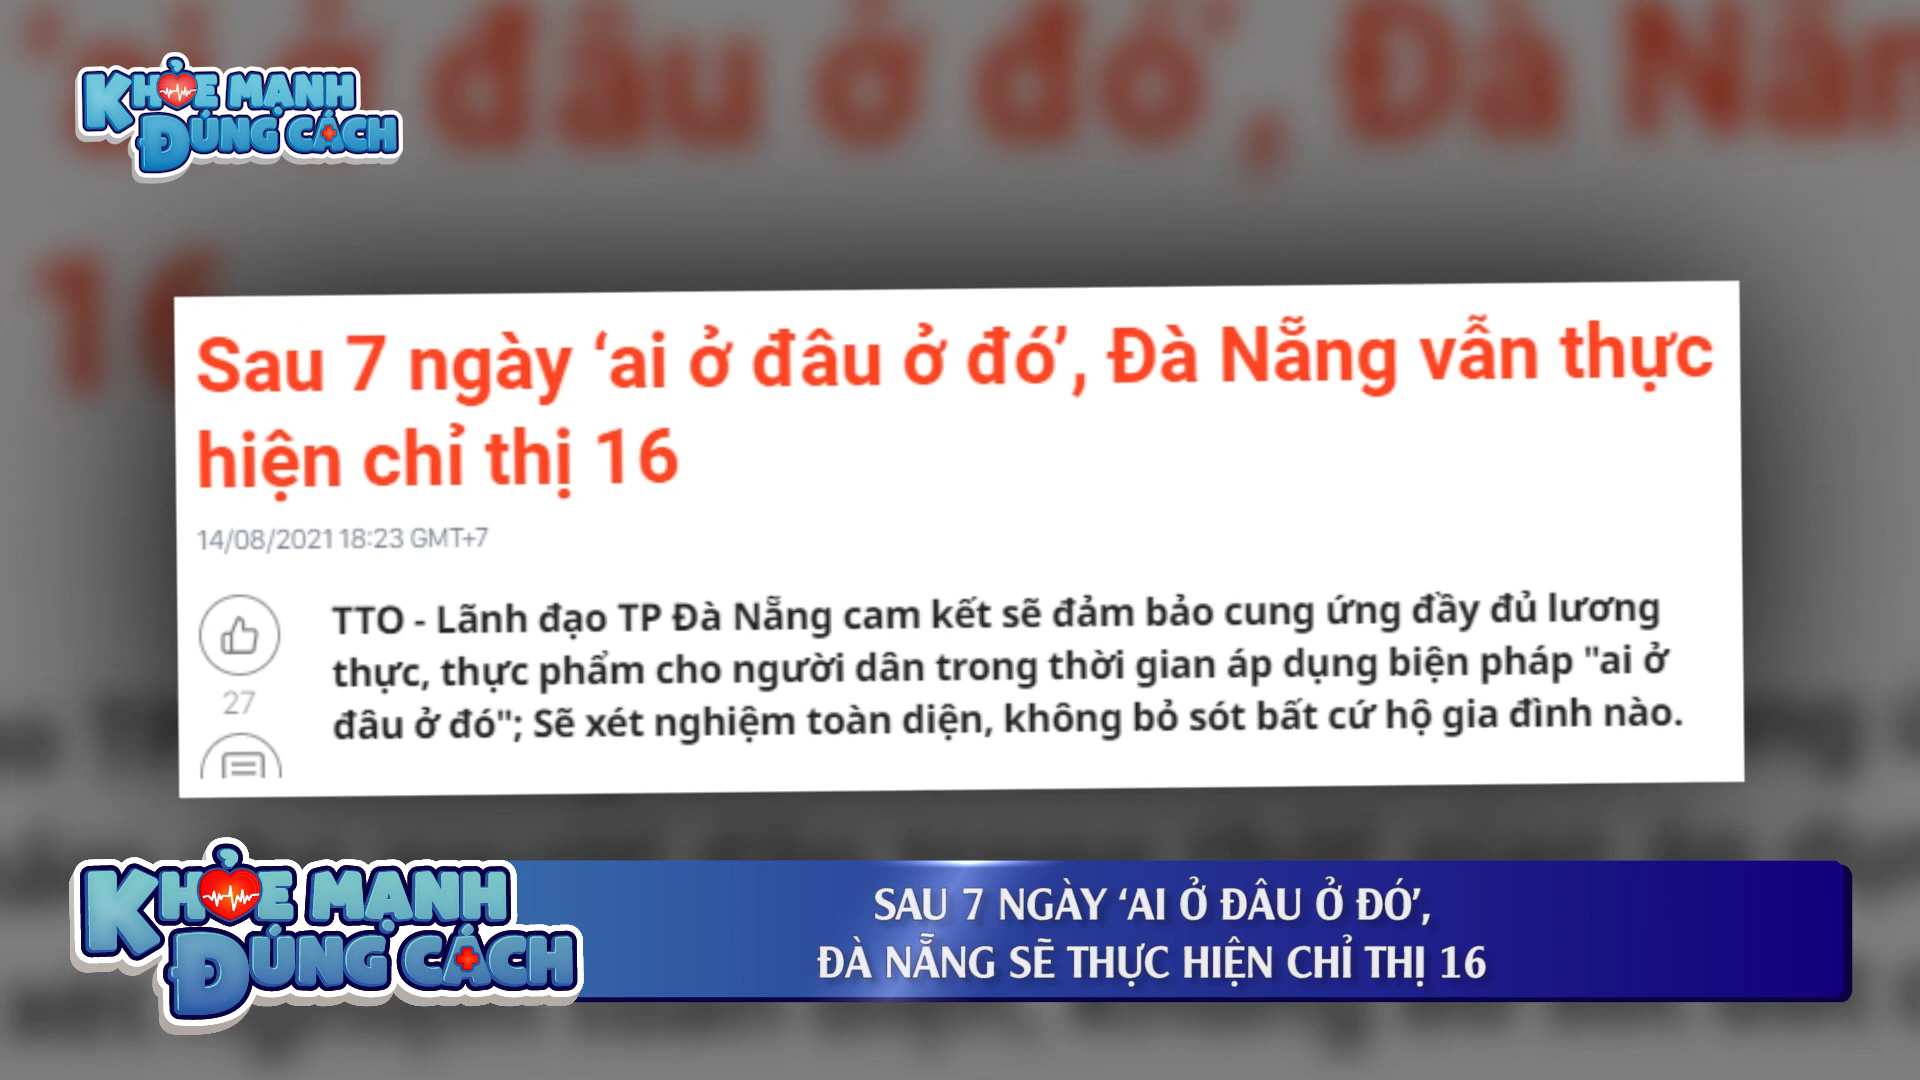 KHỎE MẠNH
ĐÚNG CÁCH
Sau 7 ngày ‘ai ở đâu ở đó’, Đà Nẵng vẫn thực
hiện chỉ thị 16
14/08/2021 18:23 GMT+7
TTO - Lãnh đạo TP Đà Nẵng cam kết sẽ đảm bảo cung ứng đầy đủ lương
thực, thực phẩm cho người dân trong thời gian áp dụng biện pháp "ai ở
đâu ở đó"; Sẽ xét nghiệm toàn diện, không bỏ sót bất cứ hộ gia đình nào.
27
KHỎE MẠNH
ĐÚNG CÁCH
SAU 7 NGÀY ‘AI Ở ĐÂU Ở ĐÓ’,
ĐÀ NẴNG SẼ THỰC HIỆN CHỈ THỊ 16